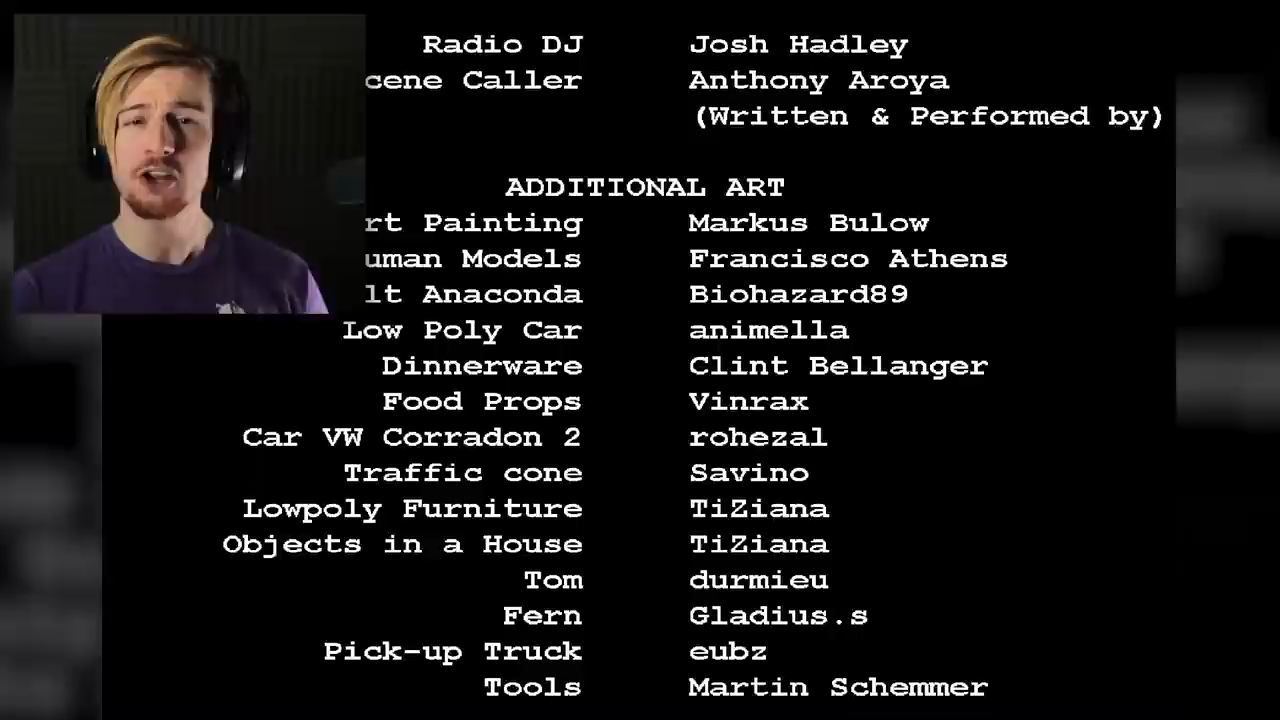 Radio DJ Josh Hadley
cene Caller Anthony Aroya
(Written & Performed by)
ADDITIONAL ART
rt Painting Markus Bulow
uman Models Francisco Athens
lt Anaconda Biohazard89
Low Poly Car animella
Dinnerware Clint Bellanger
Food Props Vinrax
Car VW Corradon 2 rohezal
Traffic cone Savino
Lowpoly Furniture TiZiana
Objects in a House TiZiana
Tom durmieu
Fern Gladius.s
Pick-up Truck eubz
Tools Martin Schemmer